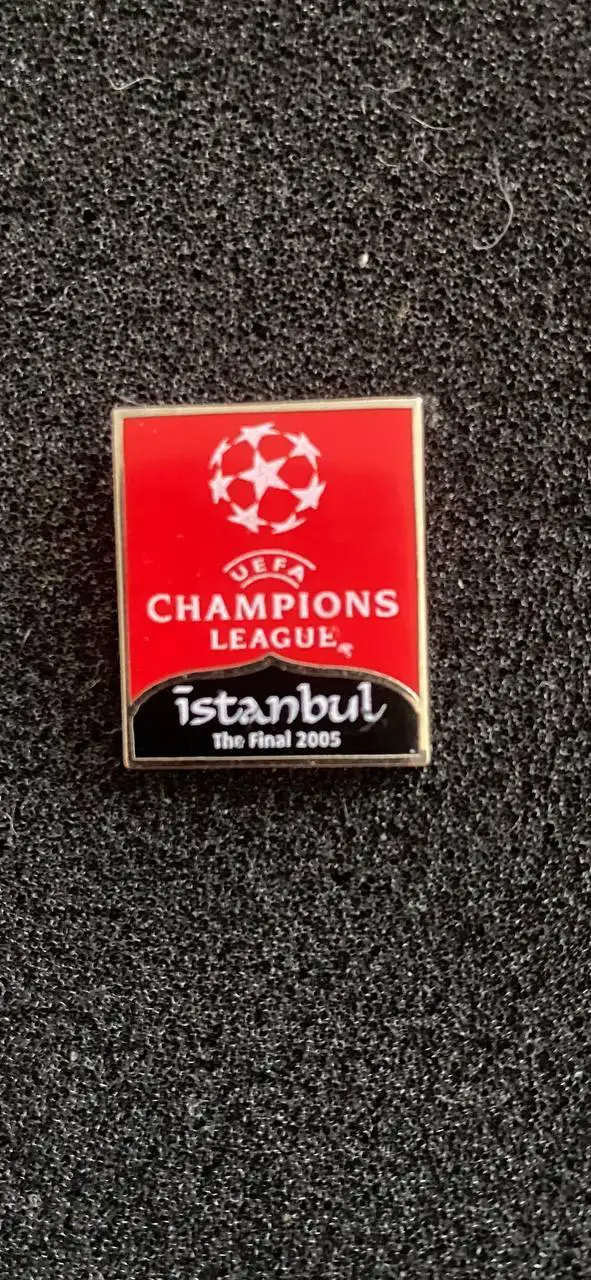 UEFA
CHAMPIONS
LEAGUE
istanbul
The Final 2005